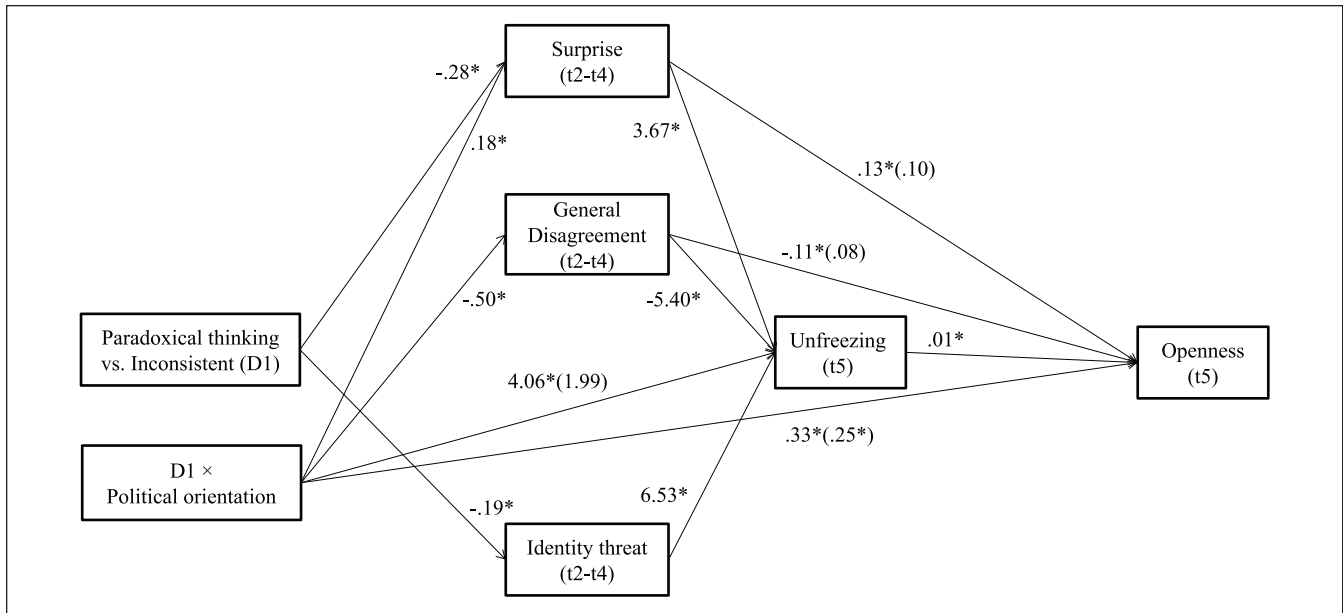 Surprise
(t2-t4)
-.28*
.18*
3.67*
.13*(.10)
General
Disagreement
(t2-t4)
-.11*(.08)
-.50*
-5.40*
Paradoxical thinking
vs. Inconsistent (D1)
Unfreezing
(t5)
.01*
Openness
(t5)
4.06*(1.99)
.33*(.25*)
D1 ×
Political orientation
-.19*
6.53*
Identity threat
(t2-t4)